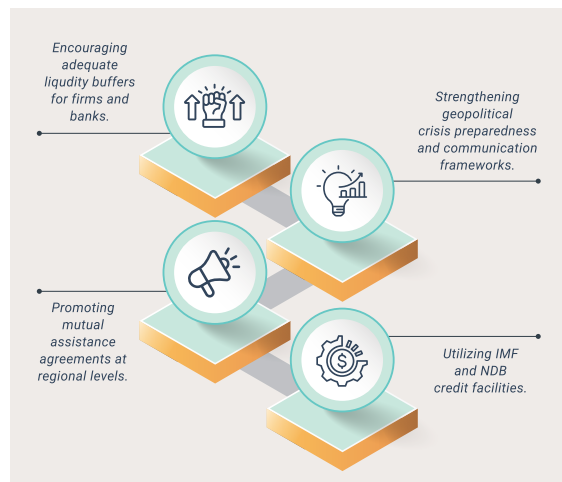 Encouraging
adequate
liqudity buffers
for firms and
banks.
Strengthening
geopolitical
crisis preparedness
and communication
frameworks.
Promoting
mutual
assistance
agreements at
regional levels.
$
Utilizing IMF
and NDB
credit facilities.